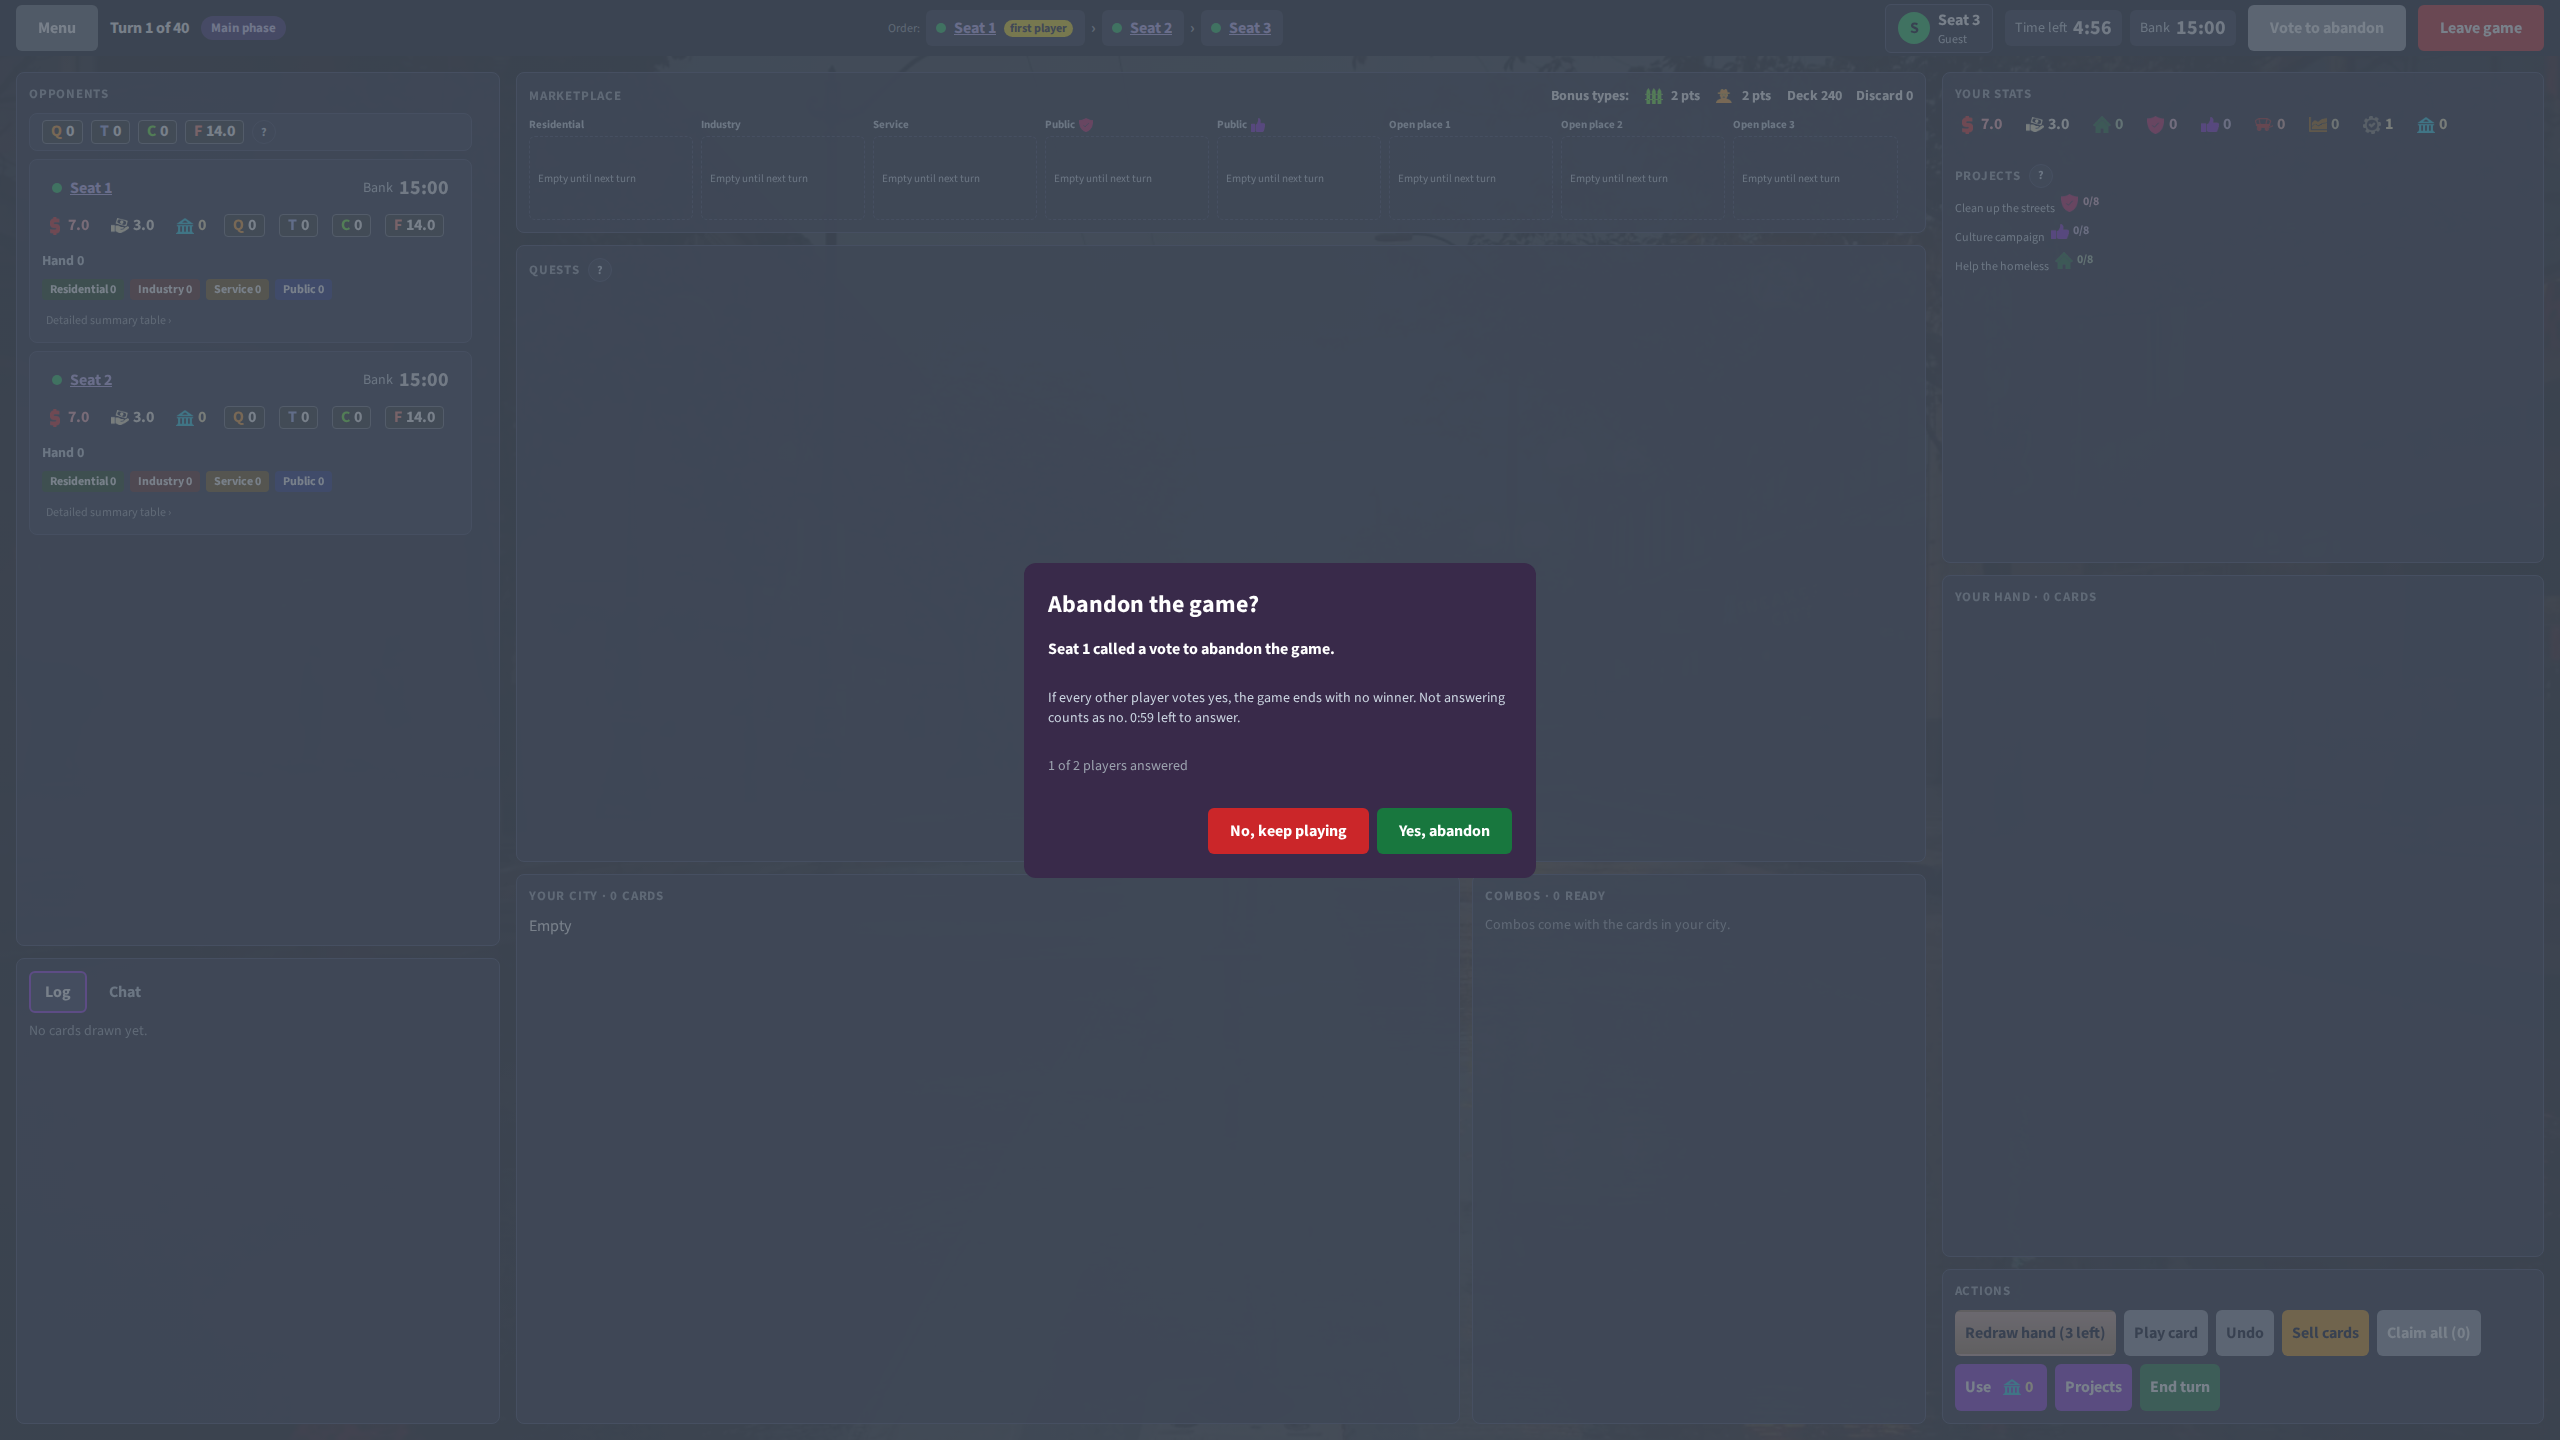 Menu Turn 1 of 40 Main phase Order: Seat 1 first player › Seat 2 › Seat 3 S Seat 3 Guest Time left 4:56 Bank 15:00 Vote to abandon Leave game
OPPONENTS
Q 0 T 0 C 0 F 14.0 ?
Seat 1 Bank 15:00
7.0 3.0 0 Q 0 T 0 C 0 F 14.0
Hand 0
Residential 0 Industry 0 Service 0 Public 0
Detailed summary table ›
Seat 2 Bank 15:00
7.0 3.0 0 Q 0 T 0 C 0 F 14.0
Hand 0
Residential 0 Industry 0 Service 0 Public 0
Detailed summary table ›
Log Chat
No cards drawn yet.
MARKETPLACE Bonus types: 2 pts 2 pts Deck 240 Discard 0
Residential Industry Service Public Public Open place 1 Open place 2 Open place 3
Empty until next turn Empty until next turn Empty until next turn Empty until next turn Empty until next turn Empty until next turn Empty until next turn Empty until next turn
QUESTS ?
Abandon the game?
Seat 1 called a vote to abandon the game.
If every other player votes yes, the game ends with no winner. Not answering
counts as no. 0:59 left to answer.
1 of 2 players answered
No, keep playing Yes, abandon
YOUR CITY · 0 CARDS
Empty
COMBOS · 0 READY
Combos come with the cards in your city.
YOUR STATS
$ 7.0 3.0 0 0 0 0 0 1 0
PROJECTS ?
Clean up the streets 0/8
Culture campaign 0/8
Help the homeless 0/8
YOUR HAND · 0 CARDS
ACTIONS
Redraw hand (3 left) Play card Undo Sell cards Claim all (0)
Use 0 Projects End turn